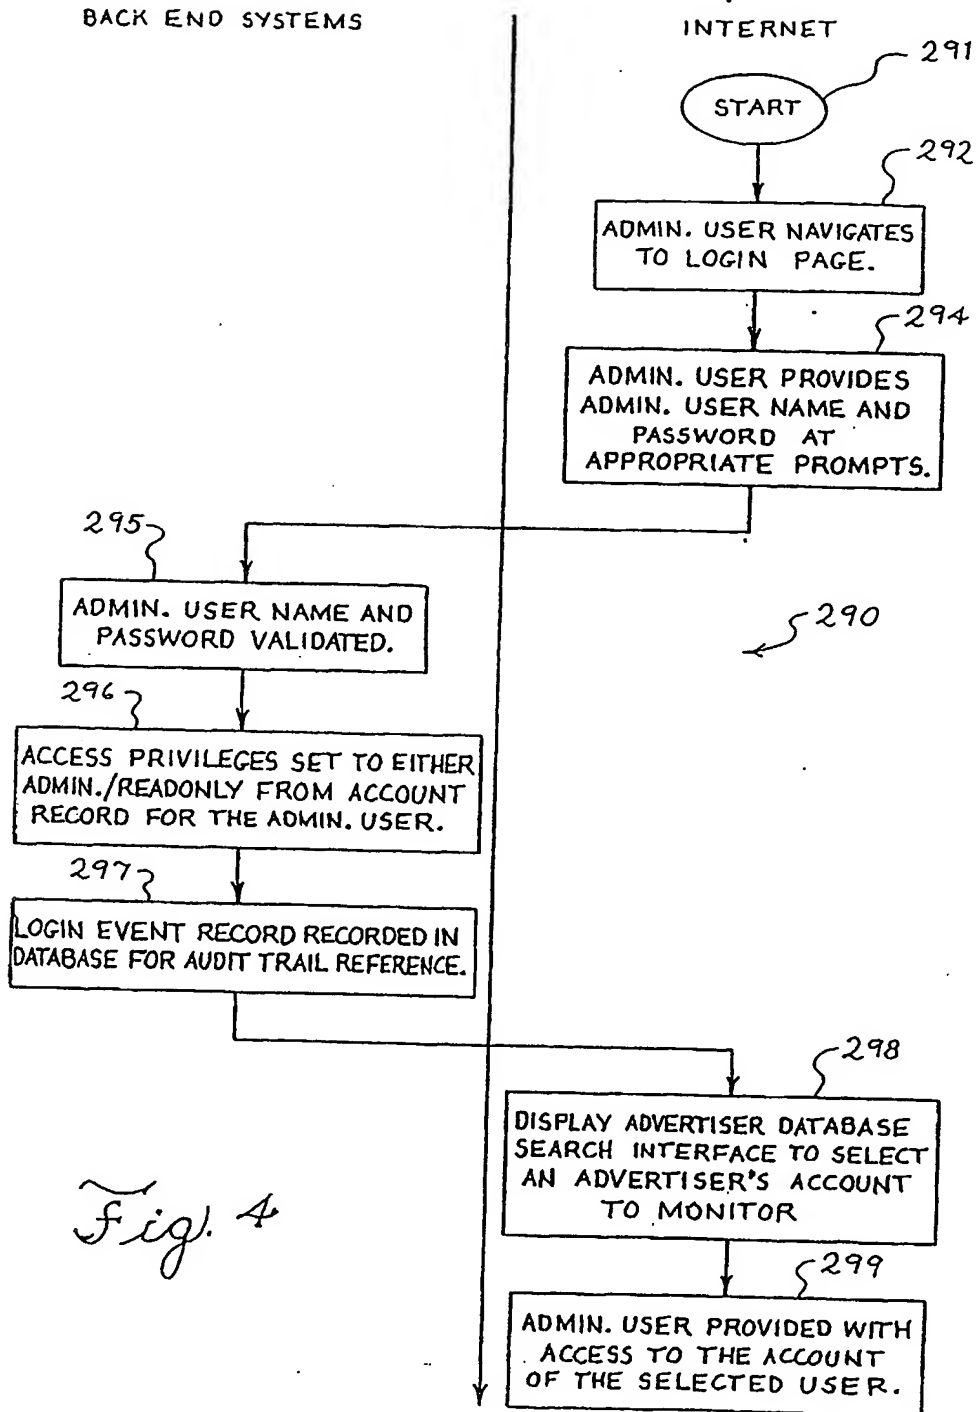 BACK END SYSTEMS
INTERNET
291
START
292
ADMIN. USER NAVIGATES
TO LOGIN PAGE.
294
ADMIN. USER PROVIDES
ADMIN. USER NAME AND
PASSWORD AT
APPROPRIATE PROMPTS.
295
ADMIN. USER NAME AND
PASSWORD VALIDATED.
290
296
ACCESS PRIVILEGES SET TO EITHER
ADMIN./READONLY FROM ACCOUNT
RECORD FOR THE ADMIN. USER.
297
LOGIN EVENT RECORD RECORDED IN
DATABASE FOR AUDIT TRAIL REFERENCE.
298
DISPLAY ADVERTISER DATABASE
SEARCH INTERFACE TO SELECT
AN ADVERTISER'S ACCOUNT
TO MONITOR
Fig. 4
299
ADMIN. USER PROVIDED WITH
ACCESS TO THE ACCOUNT
OF THE SELECTED USER.